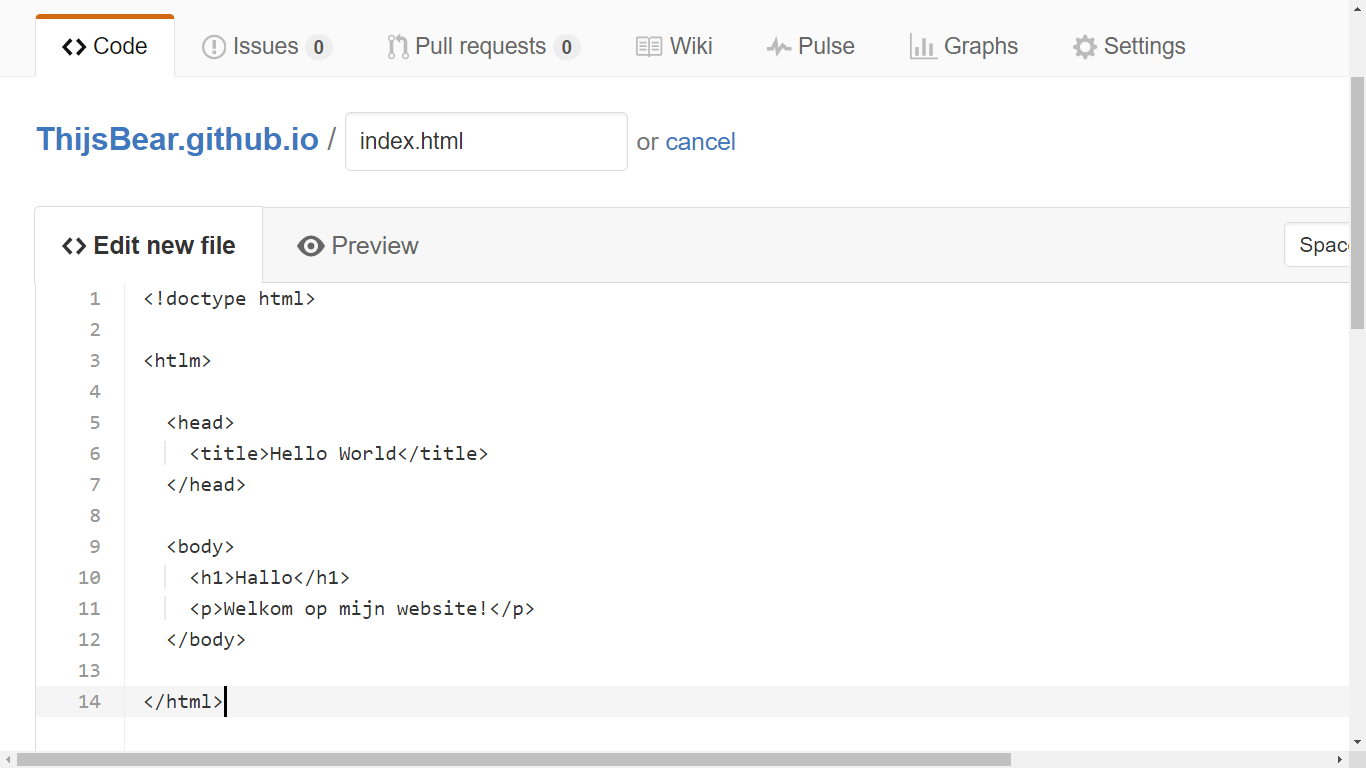 Code Issues 0 Pull requests 0 Wiki Pulse Graphs Settings
ThijsBear.github.io / index.html or cancel
Edit new file Preview Spac
1 <!doctype html>
2
3 <htlm>
4
5 <head>
6 <title>Hello World</title>
7 </head>
8
9 <body>
10 <h1>Hallo</h1>
11 <p>Welkom op mijn website!</p>
12 </body>
13
14 </html>